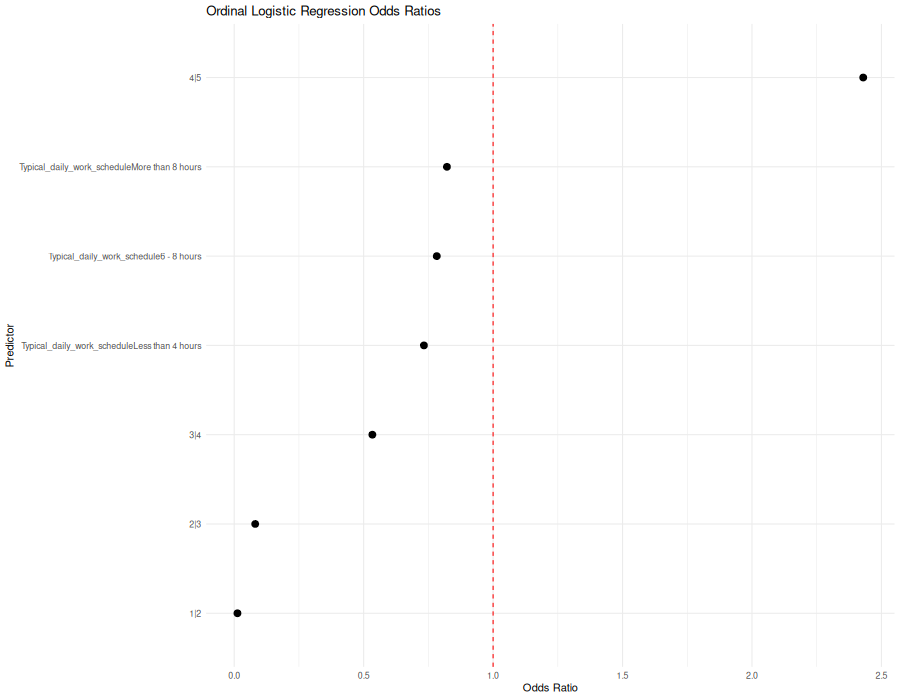 Ordinal Logistic Regression Odds Ratios
Predictor
4|5
Typical_daily_work_scheduleMore than 8 hours
Typical_daily_work_schedule6 - 8 hours
Typical_daily_work_scheduleLess than 4 hours
3|4
2|3
1|2
0.0 0.5 1.0 1.5 2.0 2.5
Odds Ratio